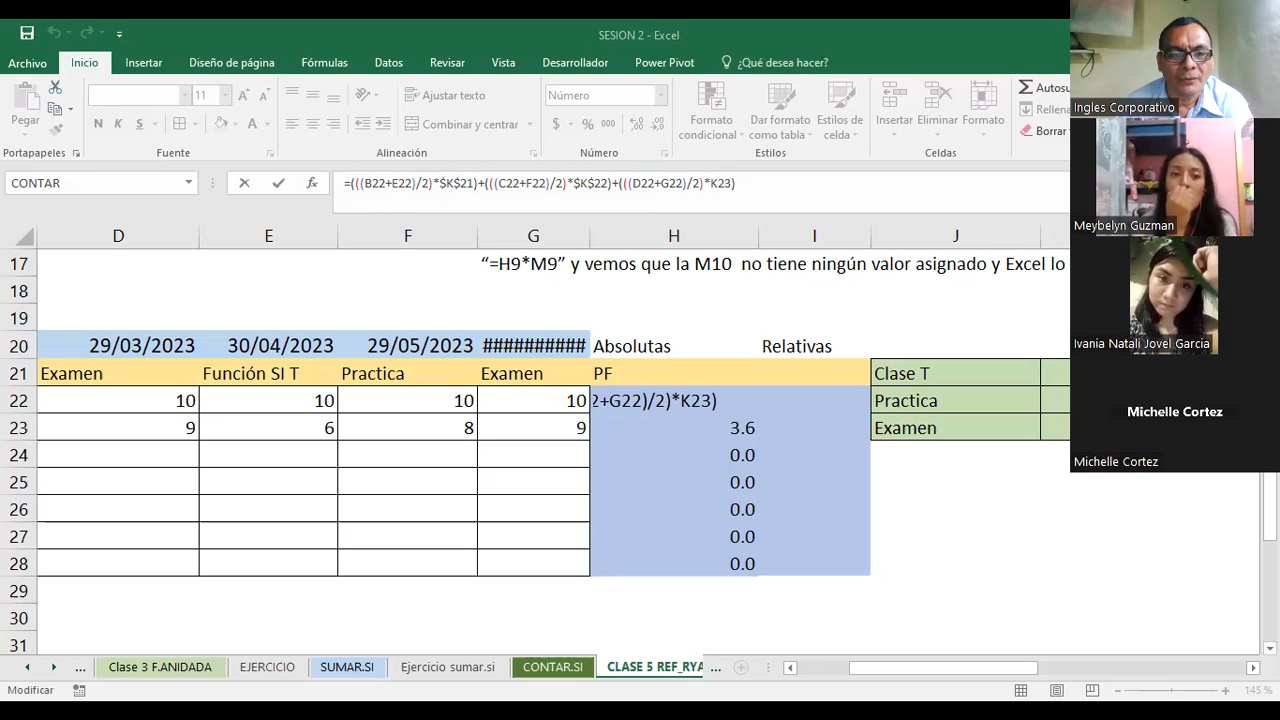 SESION 2 - Excel
Archivo Inicio Insertar Diseño de página Fórmulas Datos Revisar Vista Desarrollador Power Pivot ¿Qué desea hacer?
11 Ajustar texto Número Autosu
Pegar Rellena
N K S centrar $ % 000 Formato condicional Dar formato como tabla Estilos de celda Insertar Eliminar Formato Borrar
Portapapeles Fuente Alineación Número Estilos Celdas
CONTAR =(((B22+E22)/2)*$K$21)+(((C22+F22)/2)*$K$22)+(((D22+G22)/2)*K23)
D E F G H I J
17 “=H9*M9” y vemos que la M10 no tiene ningún valor asignado y Excel lo
18
19
20 29/03/2023 30/04/2023 29/05/2023 ########## Absolutas Relativas
21 Examen Función SI T Practica Examen PF Clase T
22 10 10 10 10 2+G22)/2)*K23) Practica
23 9 6 8 9 3.6 Examen
24 0.0
25 0.0
26 0.0
27 0.0
28 0.0
29
30
31
... Clase 3 F.ANIDADA EJERCICIO SUMAR.SI Ejercicio sumar.si CONTAR.SI CLASE 5 REF_RYA ...
Modificar 145 %
Ingles Corporativo
Meybelyn Guzman
Ivania Natali Jovel Garcia
Michelle Cortez
Michelle Cortez